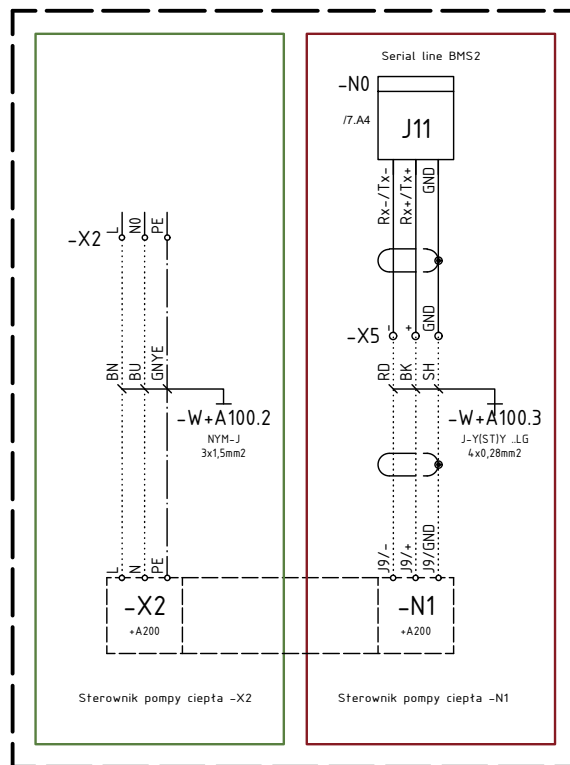 Serial line BMS2
-N0
/7.A4
J11
Rx-/Tx-
Rx+/Tx+
GND
L
N0
PE
-X2
-X5
-
+
GND
BN
BU
GNYE
RD
BK
SH
-W+A100.2
NYM-J
3x1,5mm2
-W+A100.3
J-Y(ST)Y ..LG
4x0,28mm2
L
N
PE
J9/-
J9/+
J9/GND
-X2
+A200
-N1
+A200
Sterownik pompy ciepła -X2
Sterownik pompy ciepła -N1